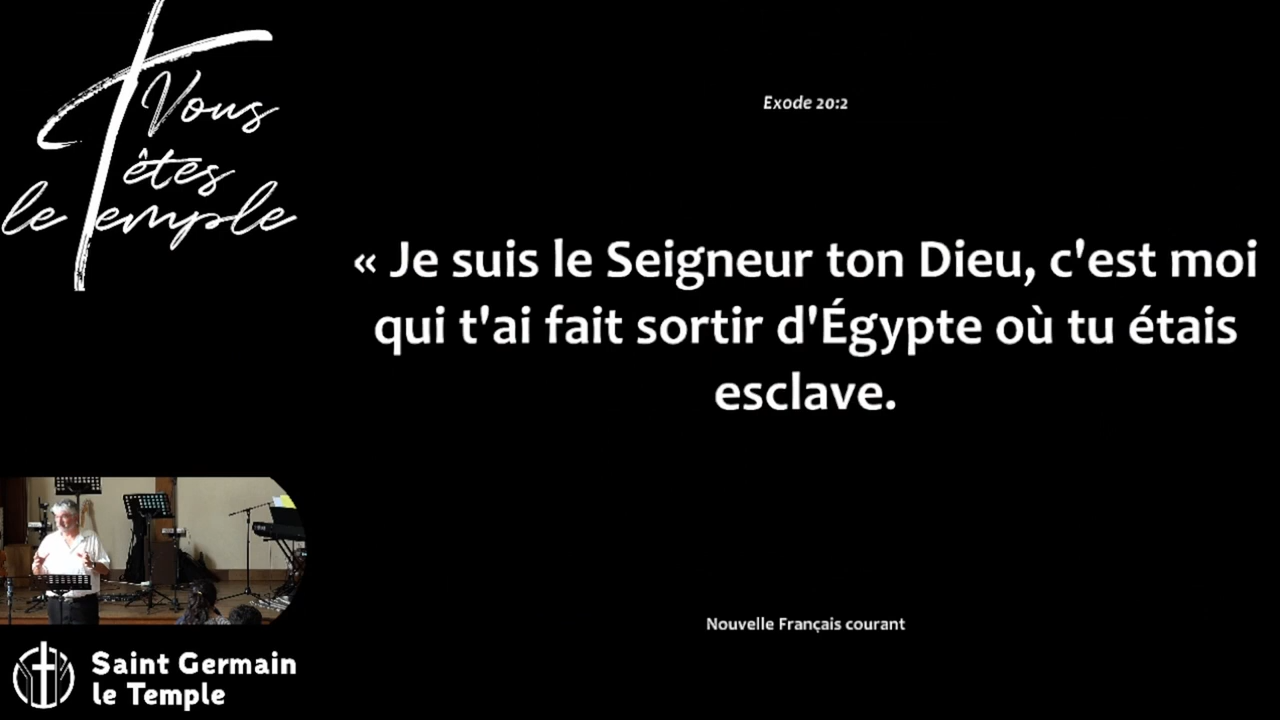 Vous
êtes
le Temple
Exode 20:2
« Je suis le Seigneur ton Dieu, c'est moi
qui t'ai fait sortir d'Égypte où tu étais
esclave.
Nouvelle Français courant
Saint Germain
le Temple